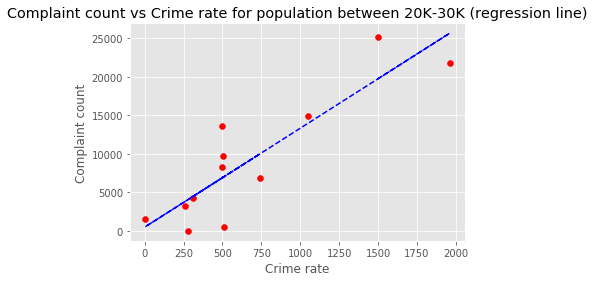 Complaint count vs Crime rate for population between 20K-30K (regression line)
25000
20000
15000
10000
5000
0
Complaint count
0 250 500 750 1000 1250 1500 1750 2000
Crime rate